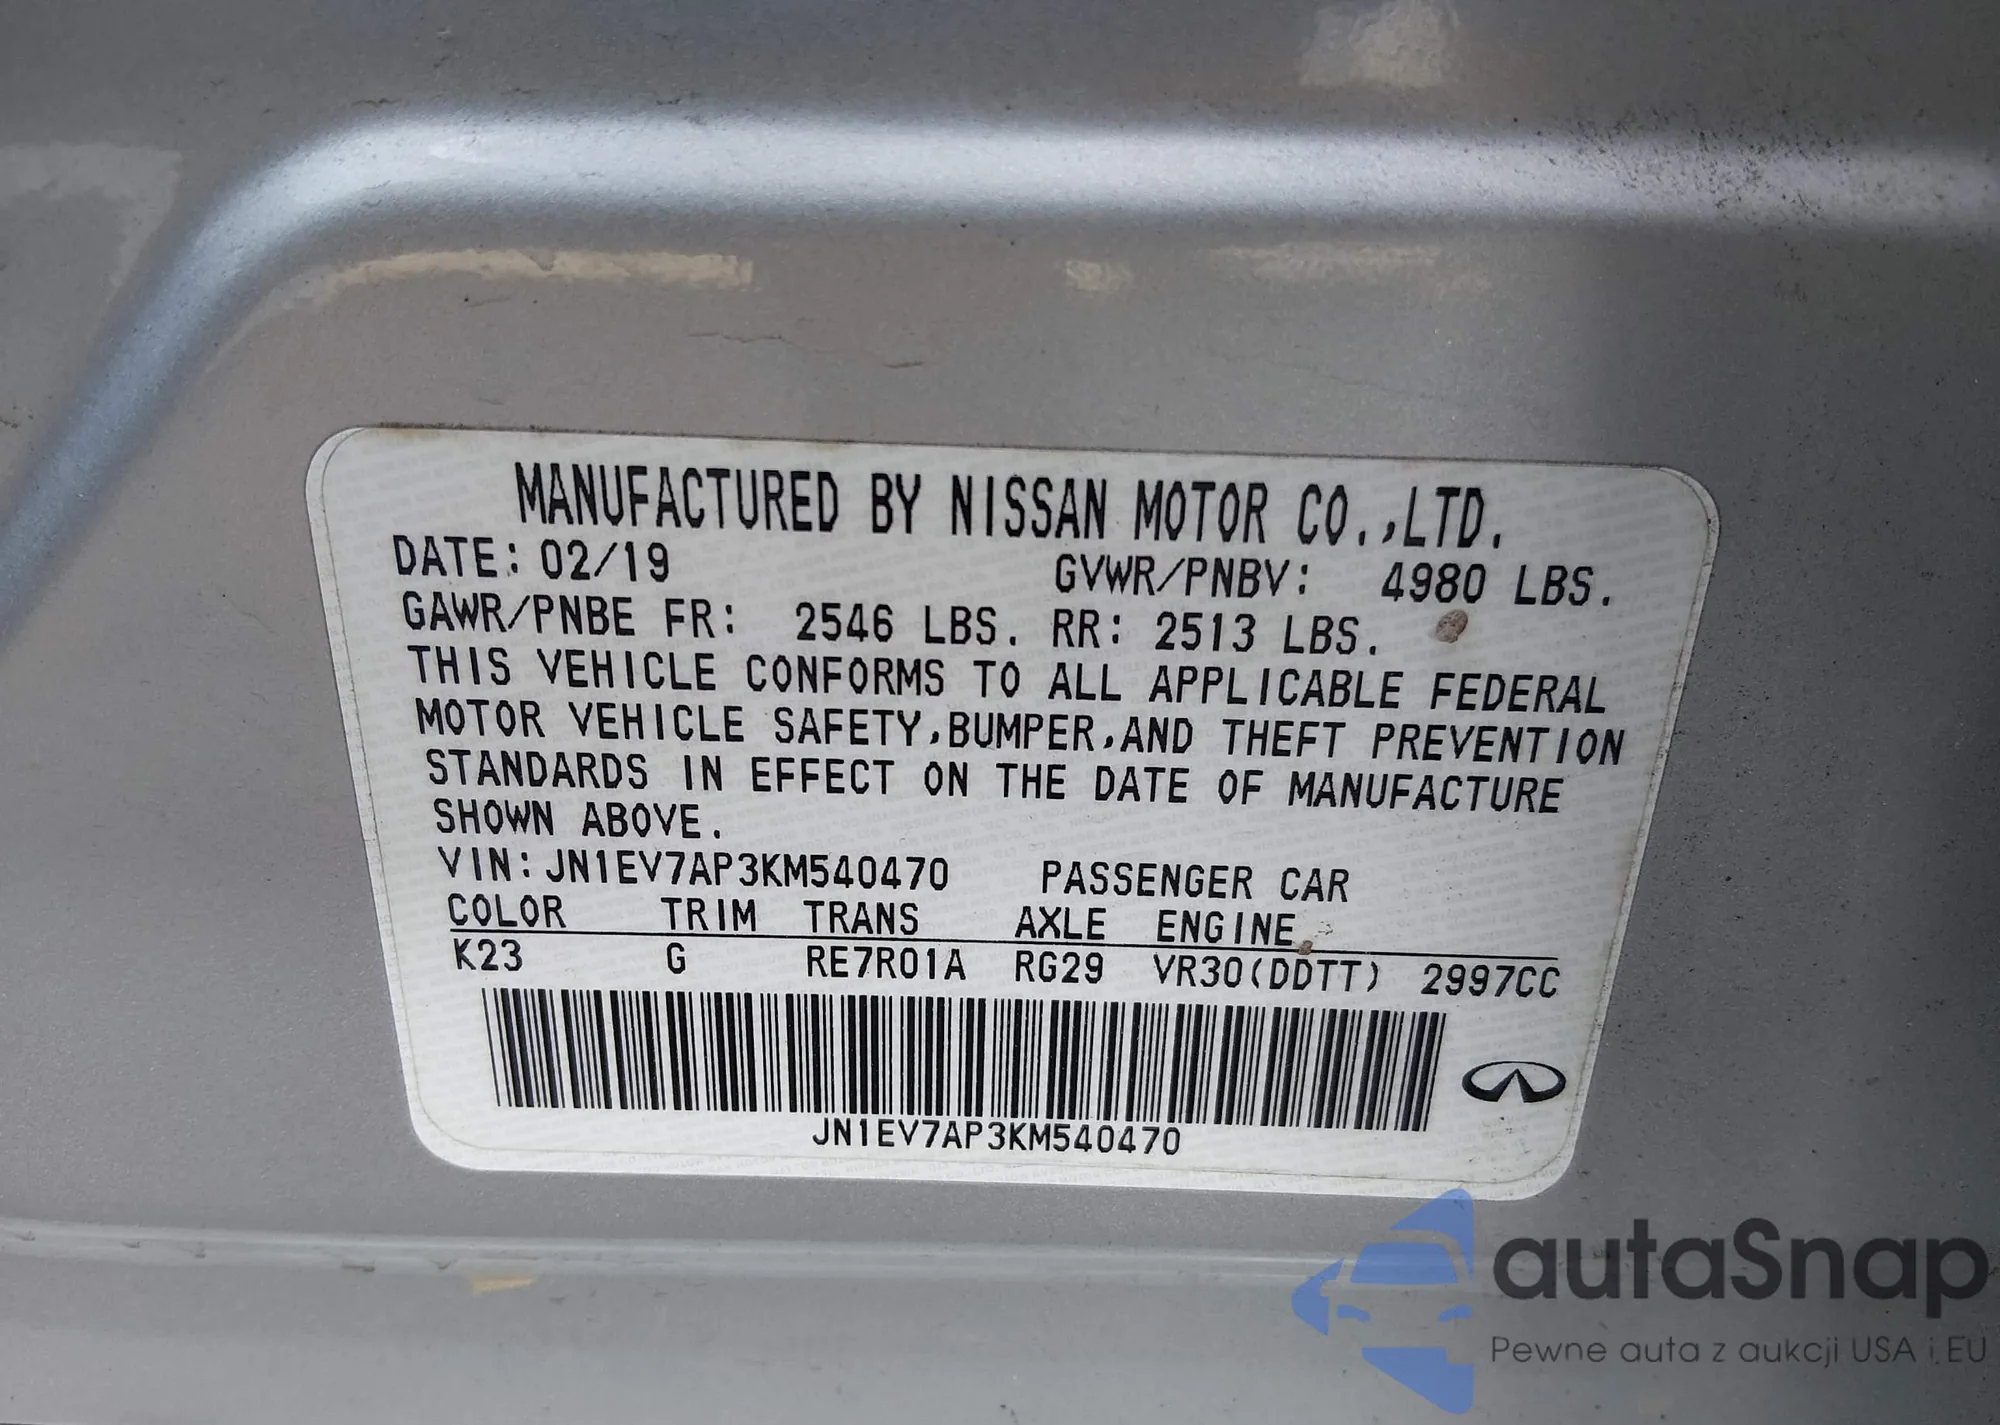 MANUFACTURED BY NISSAN MOTOR CO.,LTD.
DATE: 02/19 GVWR/PNBV: 4980 LBS.
GAWR/PNBE FR: 2546 LBS. RR: 2513 LBS.
THIS VEHICLE CONFORMS TO ALL APPLICABLE FEDERAL
MOTOR VEHICLE SAFETY,BUMPER,AND THEFT PREVENTION
STANDARDS IN EFFECT ON THE DATE OF MANUFACTURE
SHOWN ABOVE.
VIN:JN1EV7AP3KM540470 PASSENGER CAR
COLOR TRIM TRANS AXLE ENGINE
K23 G RE7R01A RG29 VR30(DDTT) 2997CC
JN1EV7AP3KM540470
autaSnap
Pewne auta z aukcji USA i EU